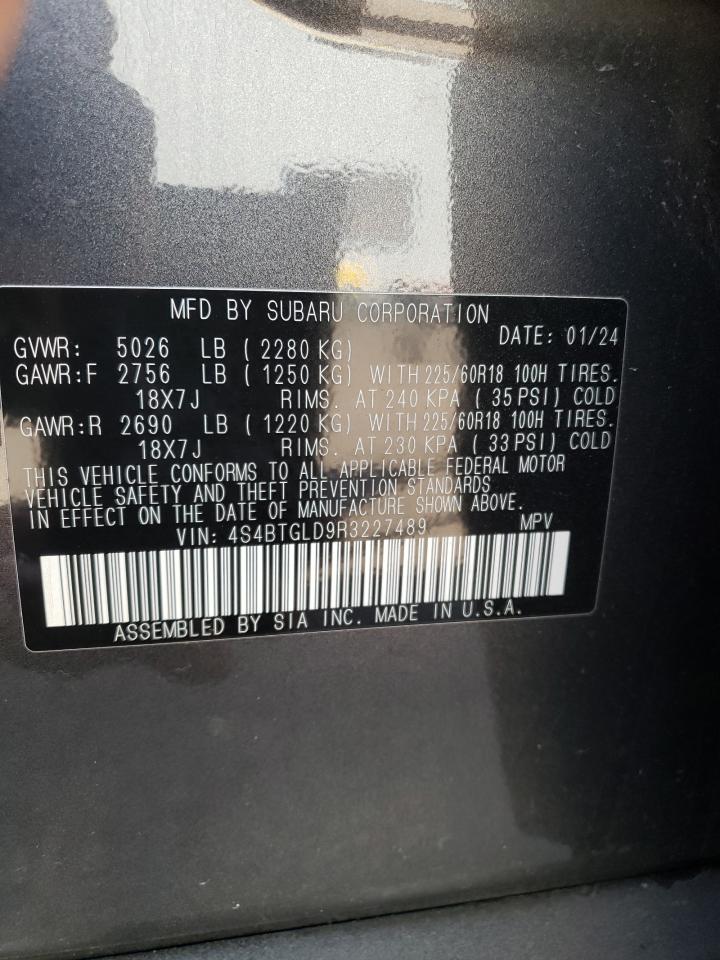 MFD BY SUBARU CORPORATION
GVWR: 5026 LB ( 2280 KG) DATE: 01/24
GAWR:F 2756 LB ( 1250 KG) WITH 225/60R18 100H TIRES.
18X7J RIMS. AT 240 KPA ( 35 PSI) COLD
GAWR:R 2690 LB ( 1220 KG) WITH 225/60R18 100H TIRES.
18X7J RIMS. AT 230 KPA ( 33 PSI) COLD
THIS VEHICLE CONFORMS TO ALL APPLICABLE FEDERAL MOTOR
VEHICLE SAFETY AND THEFT PREVENTION STANDARDS
IN EFFECT ON THE DATE OF MANUFACTURE SHOWN ABOVE.
VIN: 4S4BTGLD9R3227489 MPV
ASSEMBLED BY SIA INC. MADE IN U.S.A.